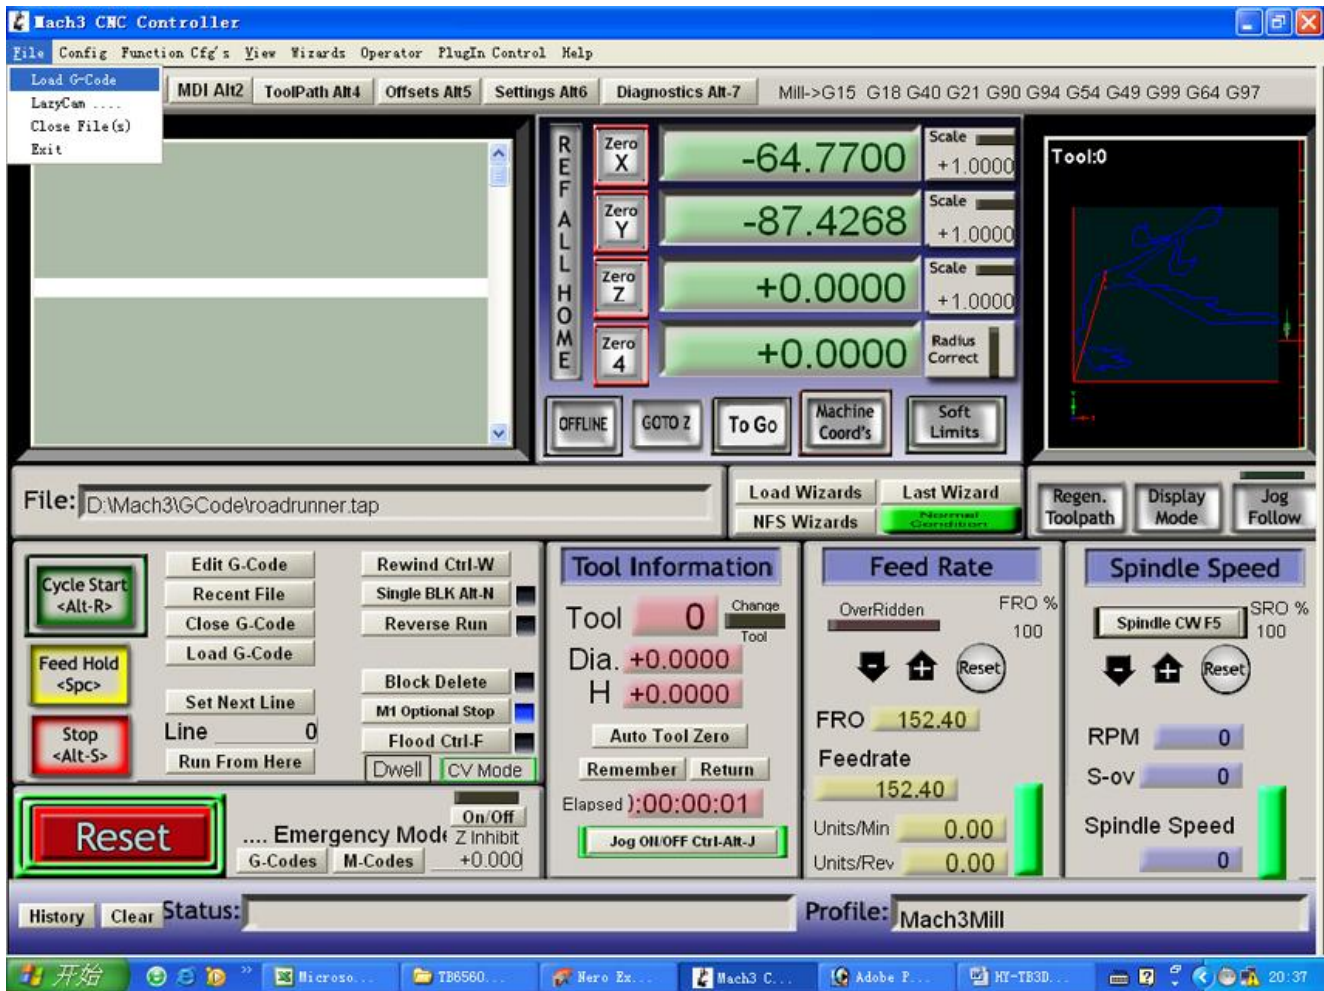 Mach3 CNC Controller
File Config Function Cfg's View Wizards Operator PlugIn Control Help
Load G-Code
LazyCam ....
Close File(s)
Exit
MDI Alt2 ToolPath Alt4 Offsets Alt5 Settings Alt6 Diagnostics Alt-7 Mill->G15 G18 G40 G21 G90 G94 G54 G49 G99 G64 G97
REF ALL HOME
Zero X -64.7700 Scale +1.0000
Zero Y -87.4268 Scale +1.0000
Zero Z +0.0000 Scale +1.0000
Zero 4 +0.0000 Radius Correct
OFFLINE GOTO Z To Go Machine Coord's Soft Limits
Tool:0
File: D:\Mach3\GCode\roadrunner.tap
Load Wizards Last Wizard
NFS Wizards Normal Condition
Regen. Toolpath Display Mode Jog Follow
Cycle Start <Alt-R>
Feed Hold <Spc>
Stop <Alt-S>
Edit G-Code
Recent File
Close G-Code
Load G-Code
Set Next Line
Line 0
Run From Here
Rewind Ctrl-W
Single BLK Alt-N
Reverse Run
Block Delete
M1 Optional Stop
Flood Ctrl-F
Dwell CV Mode
Reset
.... Emergency Mode
G-Codes M-Codes
On/Off
Z Inhibit
+0.000
Tool Information
Tool 0 Change Tool
Dia. +0.0000
H +0.0000
Auto Tool Zero
Remember Return
Elapsed ):00:00:01
Jog ON/OFF Ctrl-Alt-J
Feed Rate
OverRidden FRO % 100
Reset
FRO 152.40
Feedrate
152.40
Units/Min 0.00
Units/Rev 0.00
Spindle Speed
Spindle CW F5 SRO % 100
Reset
RPM 0
S-ov 0
Spindle Speed
0
History Clear Status: Profile: Mach3Mill
开始 » Microso... TB6560... Nero Ex... Mach3 C... Adobe P... HY-TB3D... 20:37